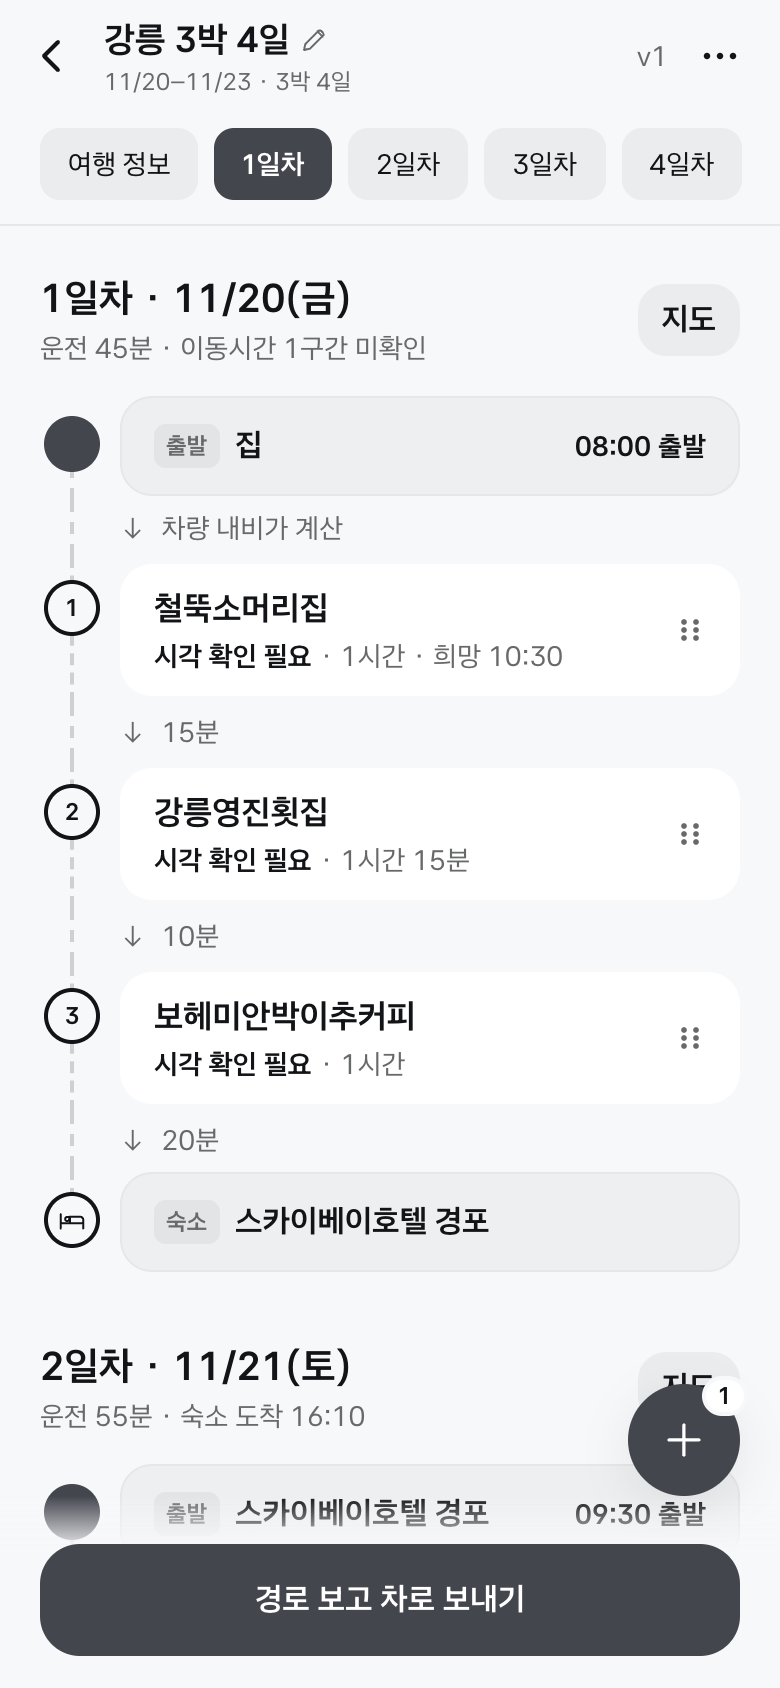 강릉 3박 4일
11/20–11/23 · 3박 4일
v1
여행 정보
1일차
2일차
3일차
4일차
1일차 · 11/20(금)
운전 45분 · 이동시간 1구간 미확인
지도
출발 집 08:00 출발
↓ 차량 내비가 계산
1
철뚝소머리집
시각 확인 필요 · 1시간 · 희망 10:30
↓ 15분
2
강릉영진횟집
시각 확인 필요 · 1시간 15분
↓ 10분
3
보헤미안박이추커피
시각 확인 필요 · 1시간
↓ 20분
숙소 스카이베이호텔 경포
2일차 · 11/21(토)
운전 55분 · 숙소 도착 16:10
지도
1
출발 스카이베이호텔 경포 09:30 출발
경로 보고 차로 보내기